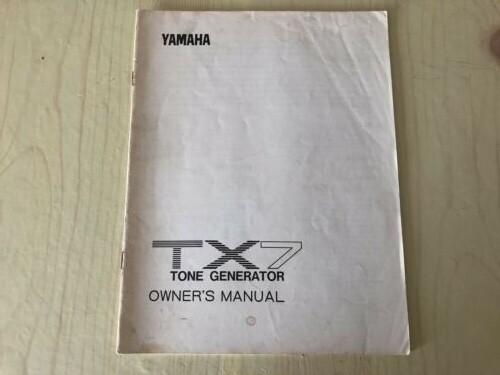 YAMAHA
TX7
TONE GENERATOR
OWNER'S MANUAL